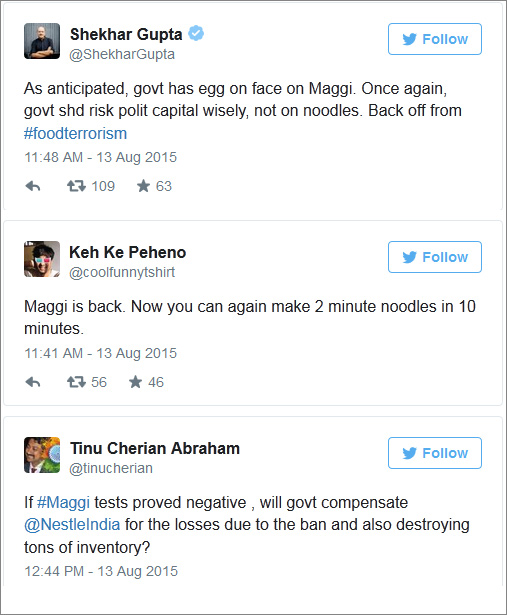 Shekhar Gupta
@ShekharGupta
Follow
As anticipated, govt has egg on face on Maggi. Once again,
govt shd risk polit capital wisely, not on noodles. Back off from
#foodterrorism
11:48 AM - 13 Aug 2015
109 63
Keh Ke Peheno
@coolfunnytshirt
Follow
Maggi is back. Now you can again make 2 minute noodles in 10
minutes.
11:41 AM - 13 Aug 2015
56 46
Tinu Cherian Abraham
@tinucherian
Follow
If #Maggi tests proved negative , will govt compensate
@NestleIndia for the losses due to the ban and also destroying
tons of inventory?
12:44 PM - 13 Aug 2015